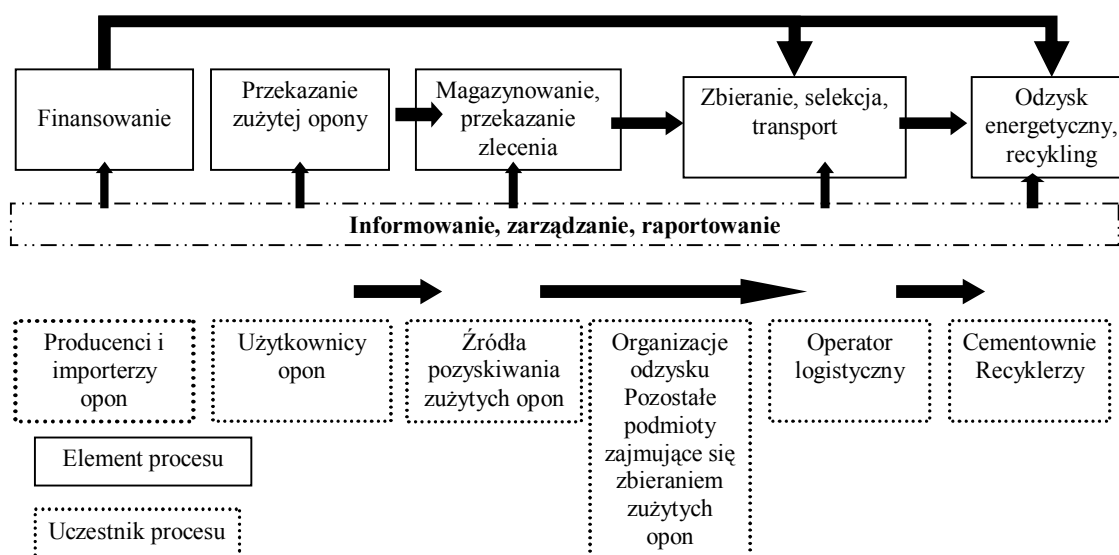 Finansowanie
Przekazanie
zużytej opony
Magazynowanie,
przekazanie
zlecenia
Zbieranie, selekcja,
transport
Odzysk
energetyczny,
recykling
Informowanie, zarządzanie, raportowanie
Producenci i
importerzy
opon
Użytkownicy
opon
Źródła
pozyskiwania
zużytych opon
Organizacje
odzysku
Pozostałe
podmioty
zajmujące się
zbieraniem
zużytych
opon
Operator
logistyczny
Cementownie
Recyklerzy
Element procesu
Uczestnik procesu